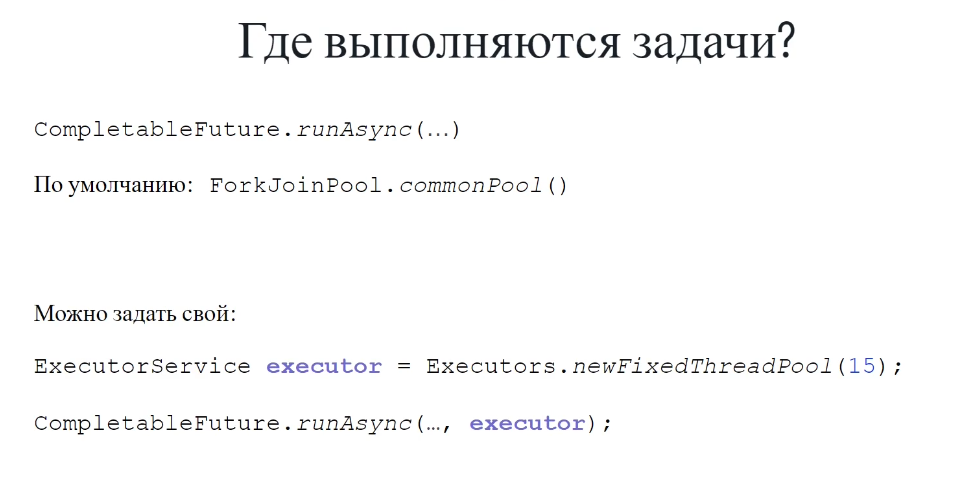 Где выполняются задачи?
CompletableFuture.runAsync(…)
По умолчанию: ForkJoinPool.commonPool()
Можно задать свой:
ExecutorService executor = Executors.newFixedThreadPool(15);
CompletableFuture.runAsync(…, executor);